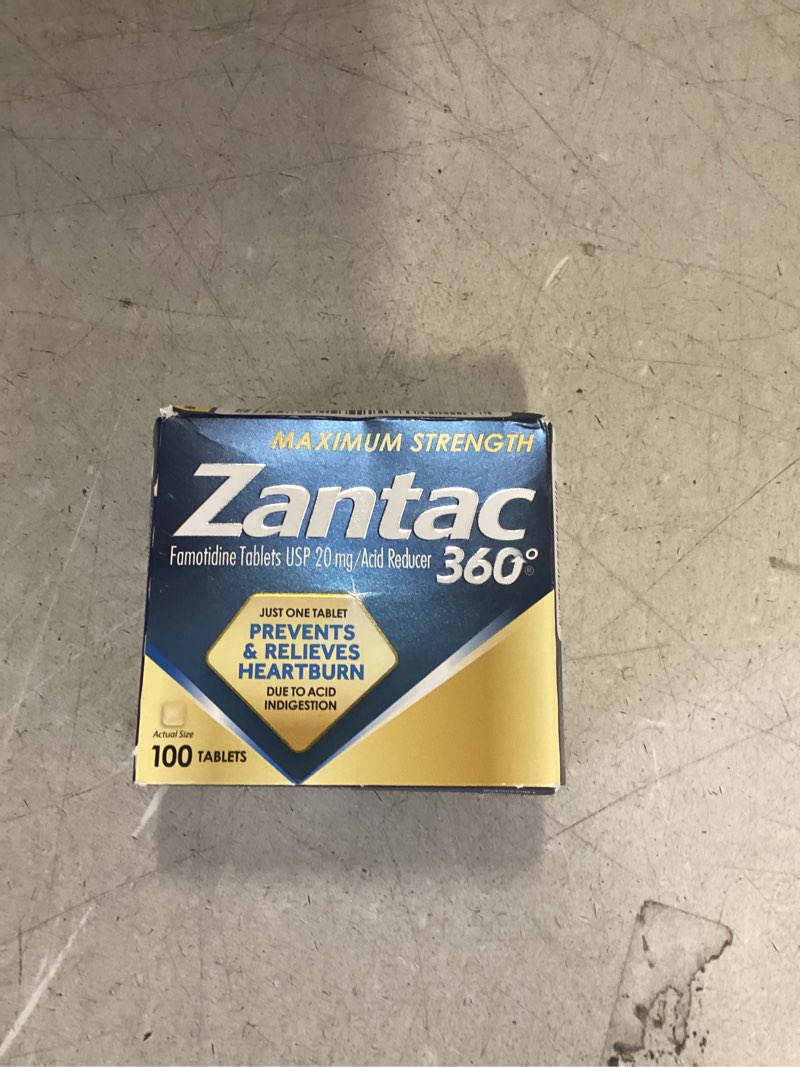 MAXIMUM STRENGTH
Zantac
Famotidine Tablets USP 20 mg/Acid Reducer 360°®
JUST ONE TABLET
PREVENTS
& RELIEVES
HEARTBURN
DUE TO ACID
INDIGESTION
Actual Size
100 TABLETS